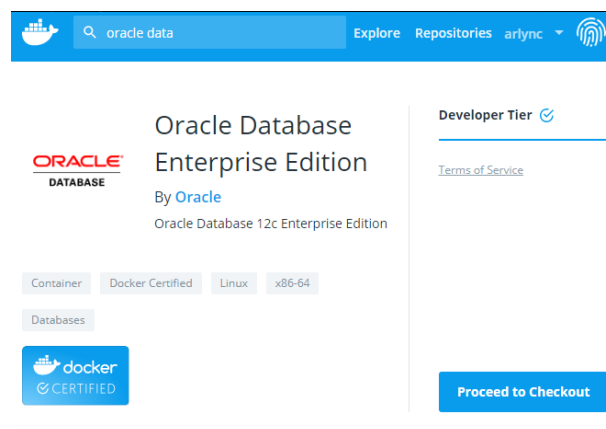 oracle data
Explore Repositories arlync
Oracle Database
Enterprise Edition
By Oracle
Oracle Database 12c Enterprise Edition
ORACLE
DATABASE
Container Docker Certified Linux x86-64
Databases
docker
CERTIFIED
Developer Tier
Terms of Service
Proceed to Checkout